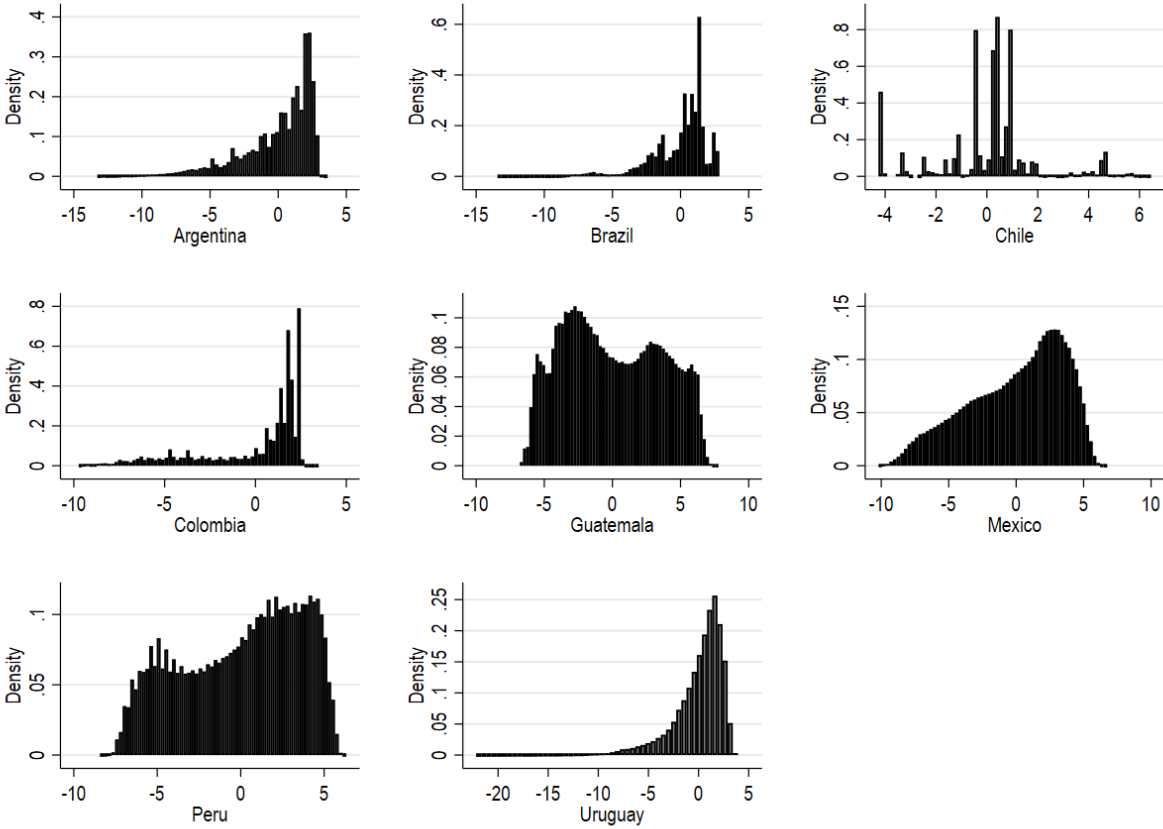 Density
.4
.3
.2
.1
0
-15 -10 -5 0 5
Argentina
Density
.6
.4
.2
0
-15 -10 -5 0 5
Brazil
Density
.8
.6
.4
.2
0
-4 -2 0 2 4 6
Chile
Density
.8
.6
.4
.2
0
-10 -5 0 5
Colombia
Density
.1
.08
.06
.04
.02
0
-10 -5 0 5 10
Guatemala
Density
.15
.1
.05
0
-10 -5 0 5 10
Mexico
Density
.1
.05
0
-10 -5 0 5
Peru
Density
.25
.2
.15
.1
.05
0
-20 -15 -10 -5 0 5
Uruguay